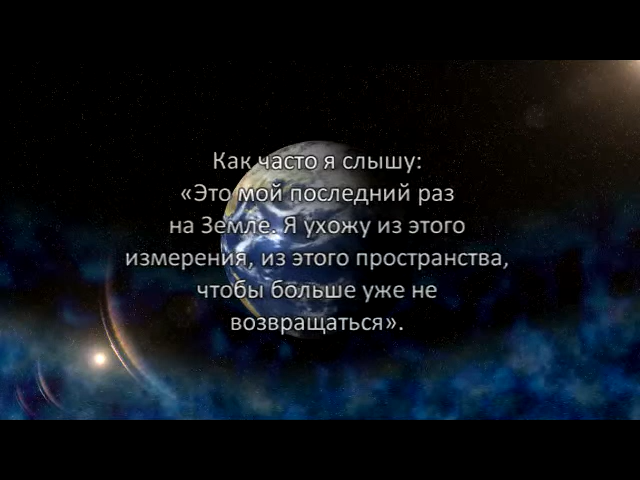 Как часто я слышу:
«Это мой последний раз
на Земле. Я ухожу из этого
измерения, из этого пространства,
чтобы больше уже не
возвращаться».